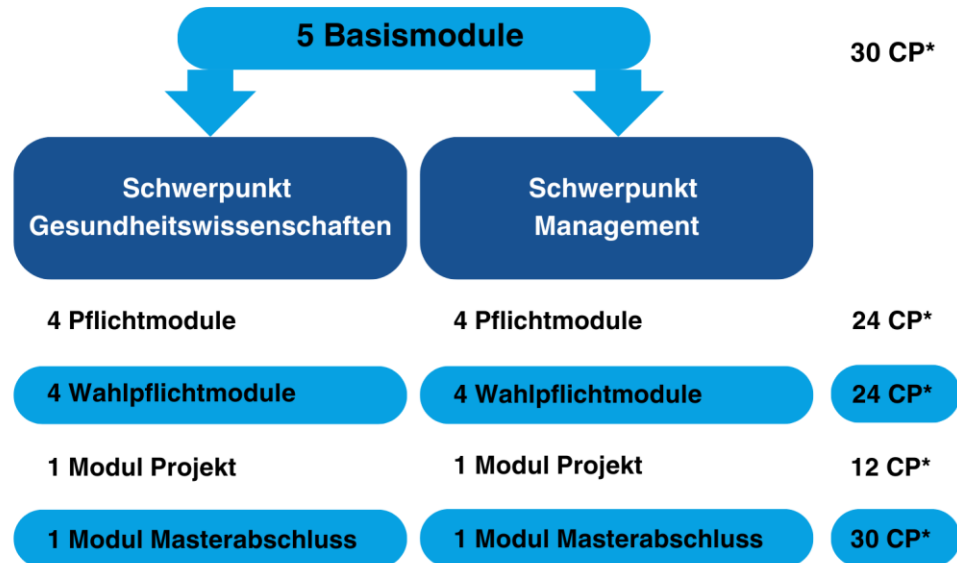 5 Basismodule
30 CP*
Schwerpunkt
Gesundheitswissenschaften
Schwerpunkt
Management
4 Pflichtmodule
4 Pflichtmodule
24 CP*
4 Wahlpflichtmodule
4 Wahlpflichtmodule
24 CP*
1 Modul Projekt
1 Modul Projekt
12 CP*
1 Modul Masterabschluss
1 Modul Masterabschluss
30 CP*